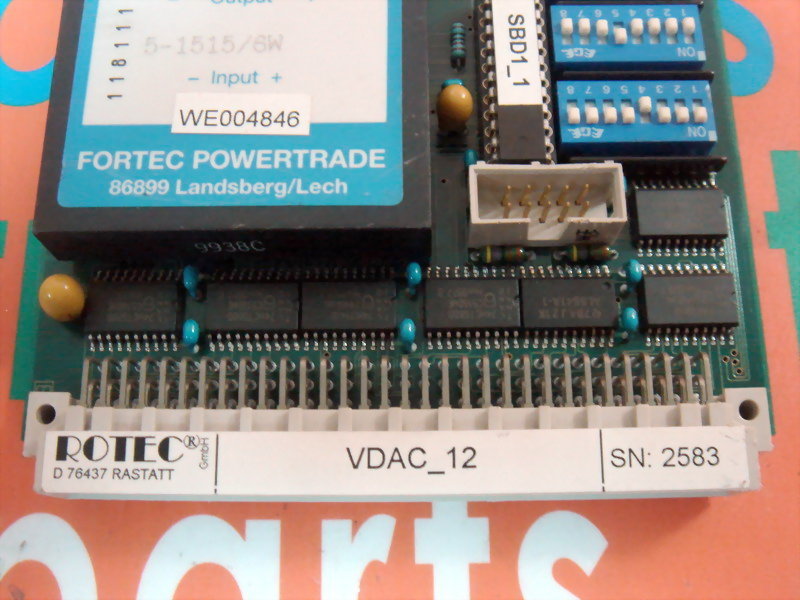 - Output +
5-1515/6W
- Input +
118111
WE004846
FORTEC POWERTRADE
86899 Landsberg/Lech
9938C
SBD1_1
1 2 3 4 5 6 7 8
ON
1 2 3 4 5 6 7 8
ON
ROTEC® GmbH
D 76437 RASTATT
VDAC_12
SN: 2583
parts